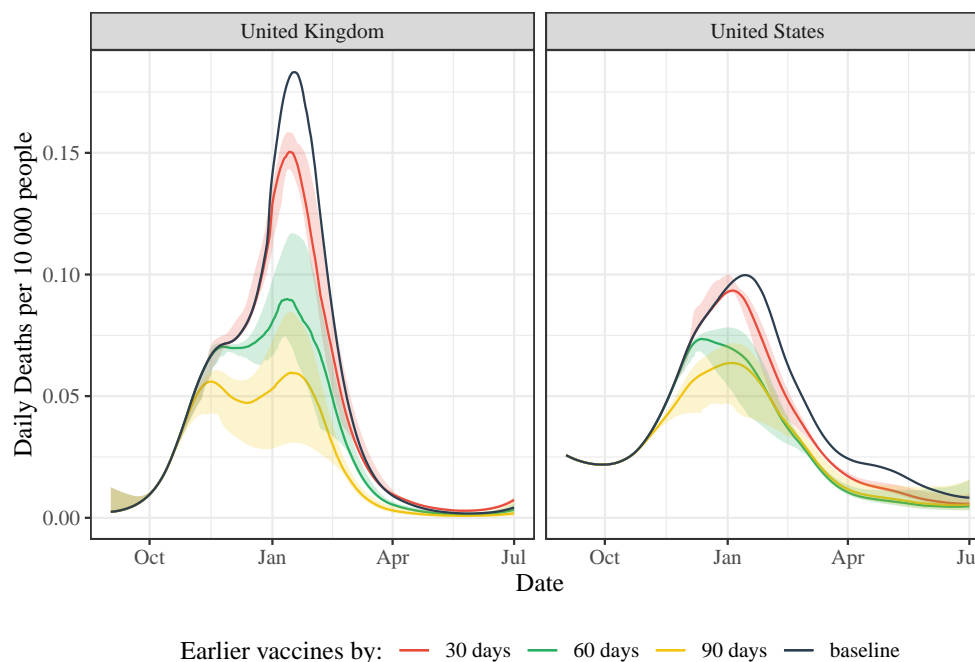 United Kingdom
United States
Daily Deaths per 10 000 people
0.15
0.10
0.05
0.00
Oct Jan Apr Jul
Oct Jan Apr Ju
Date
Earlier vaccines by: 30 days 60 days 90 days baseline